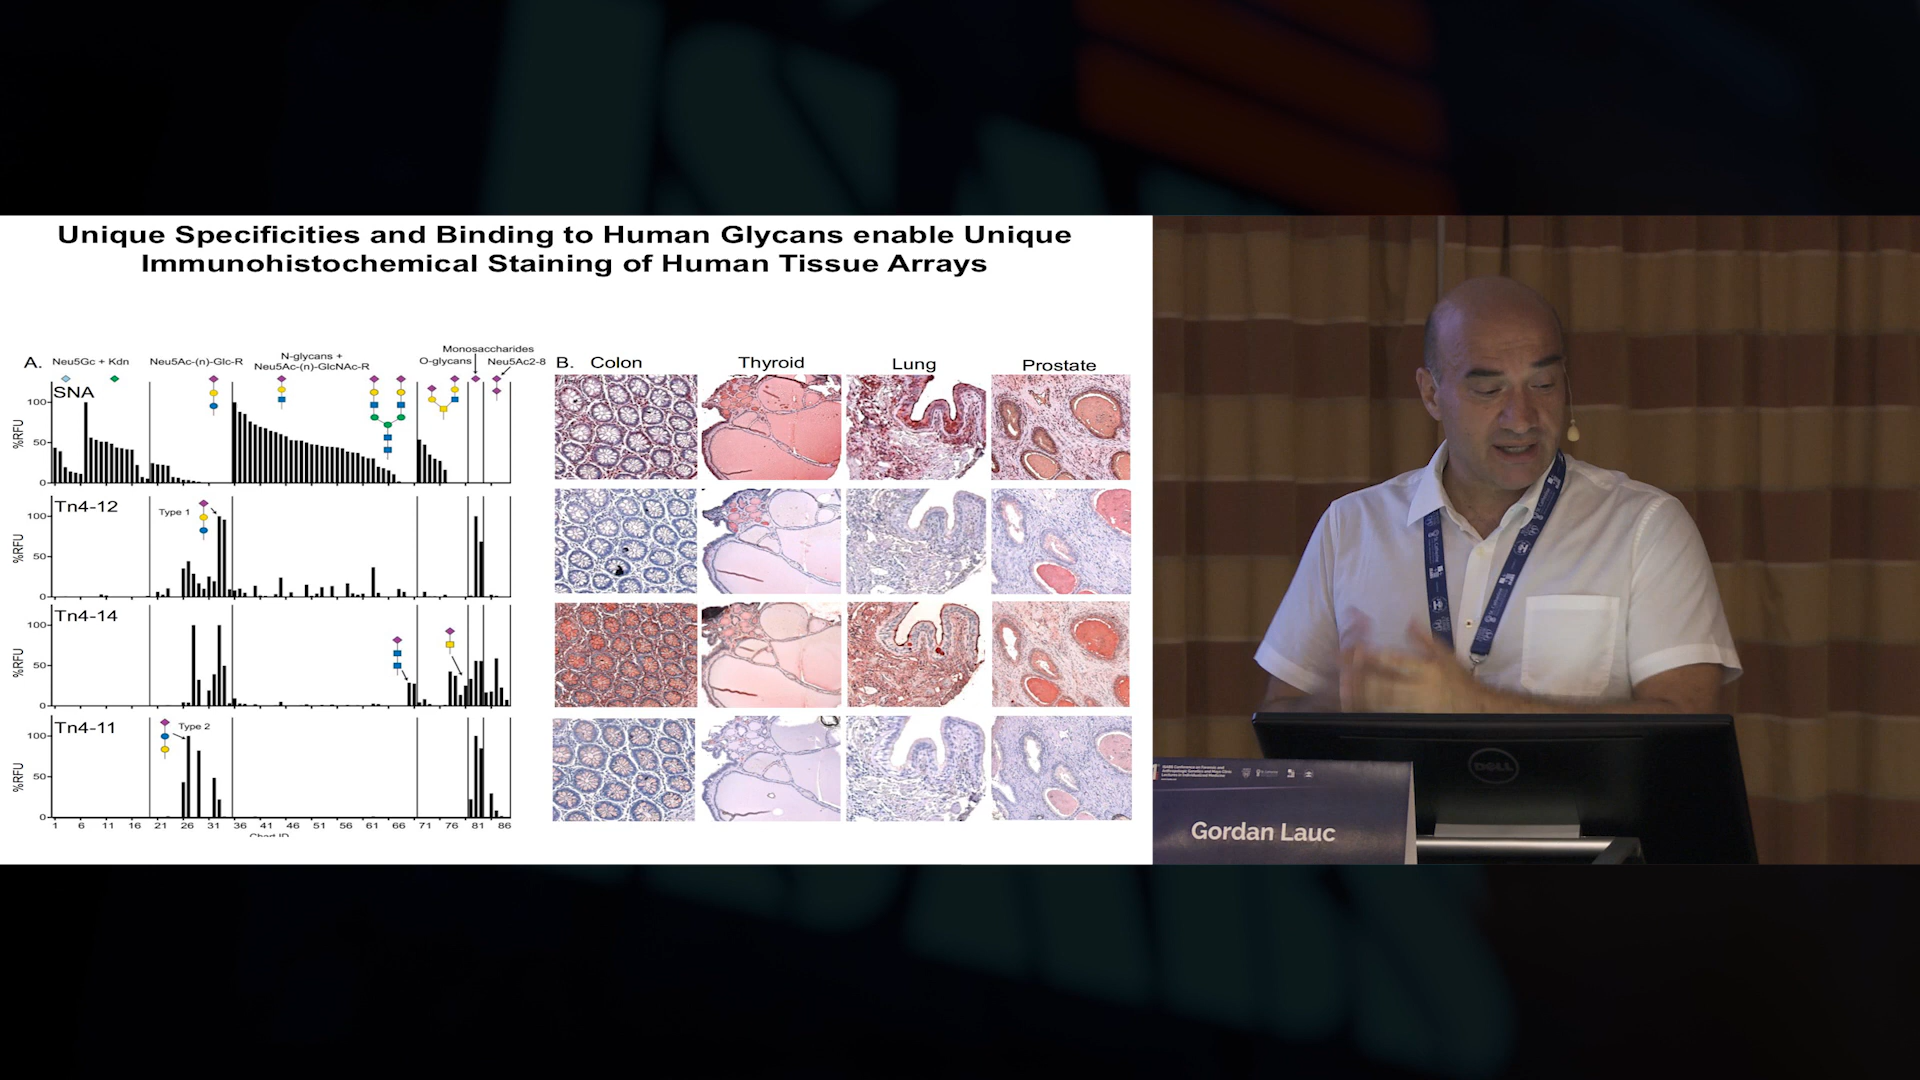 Unique Specificities and Binding to Human Glycans enable Unique
Immunohistochemical Staining of Human Tissue Arrays
A.
Neu5Gc + Kdn
Neu5Ac-(n)-Glc-R
N-glycans +
Neu5Ac-(n)-GlcNAc-R
O-glycans
Monosaccharides
Neu5Ac2-8
SNA
100
50
0
%RFU
Tn4-12
Type 1
100
50
0
%RFU
Tn4-14
100
50
0
%RFU
Tn4-11
Type 2
100
50
0
%RFU
1 6 11 16 21 26 31 36 41 46 51 56 61 66 71 76 81 86
B.
Colon Thyroid Lung Prostate
DELL
Gordan Lauc